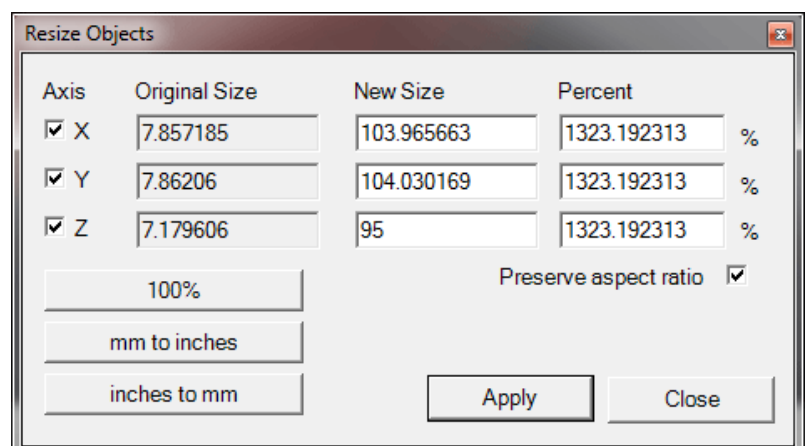 Resize Objects
Axis Original Size New Size Percent
X 7.857185 103.965663 1323.192313 %
Y 7.86206 104.030169 1323.192313 %
Z 7.179606 95 1323.192313 %
Preserve aspect ratio
100%
mm to inches
inches to mm
Apply Close